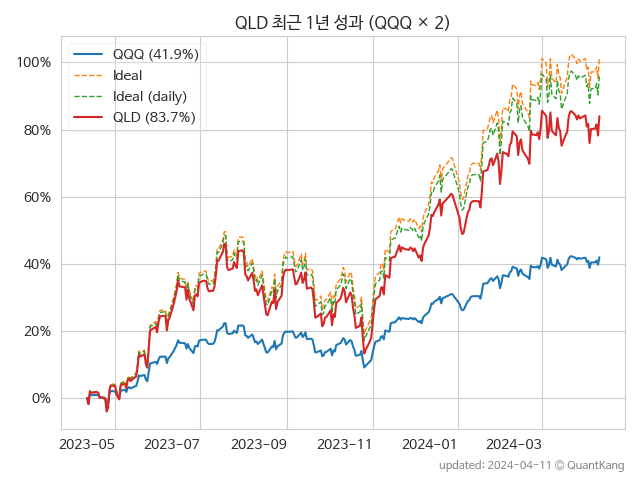 QLD 최근 1년 성과 (QQQ × 2)
QQQ (41.9%)
Ideal
Ideal (daily)
QLD (83.7%)
100%
80%
60%
40%
20%
0%
2023-05 2023-07 2023-09 2023-11 2024-01 2024-03
updated: 2024-04-11 © QuantKang